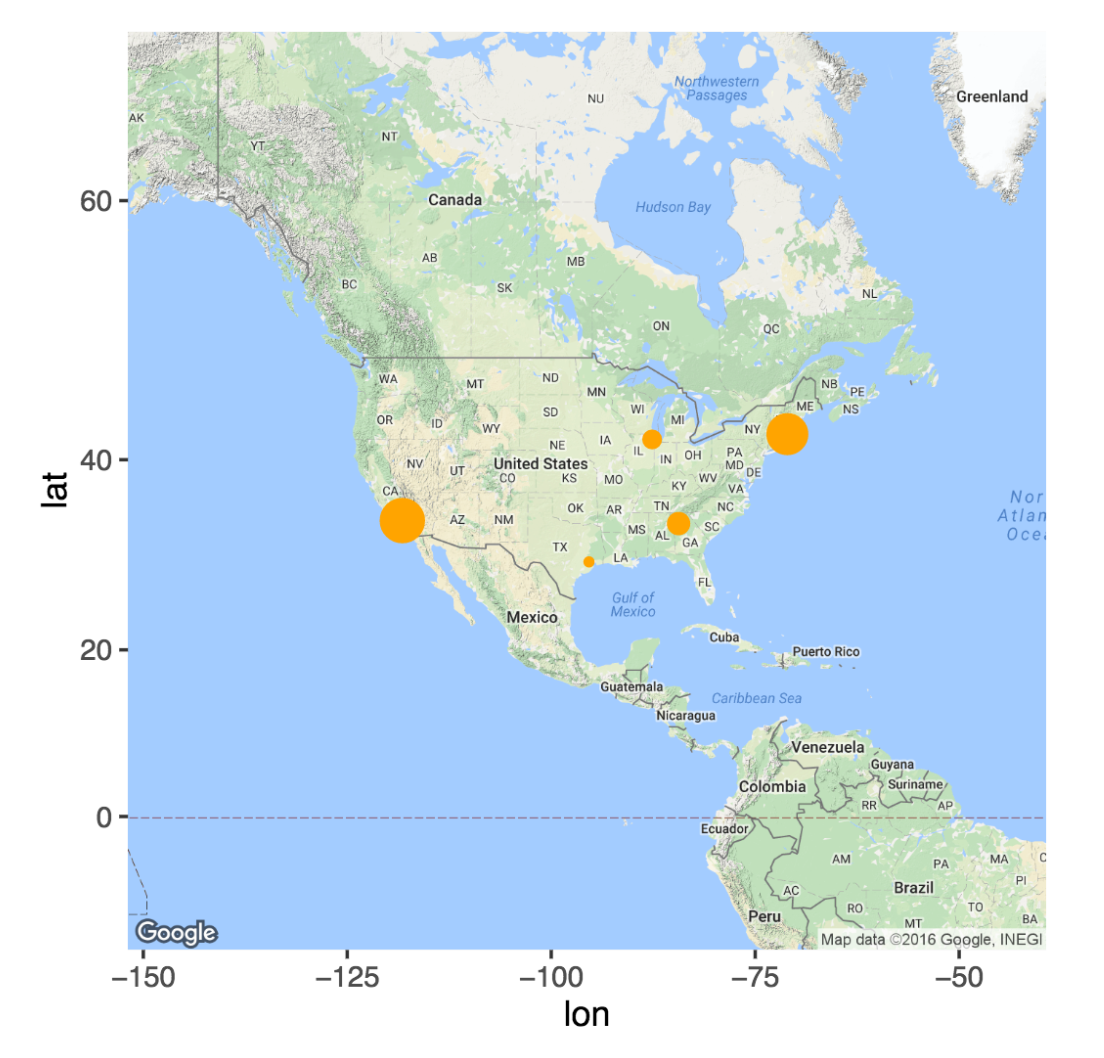 Northwestern
Passages
Greenland
NU
AK
NT
YT
60
Canada
Hudson Bay
AB
MB
BC
SK
NL
ON
QC
WA
MT
ND
MN
NB
PE
ME
NS
OR
ID
WY
SD
WI
MI
NY
NE
IA
IL
IN
OH
PA
MD
DE
40
lat
NV
UT
United States
CO
KS
MO
KY
WV
VA
CA
AZ
NM
OK
AR
TN
NC
SC
MS
AL
GA
TX
LA
FL
Nor
Atlan
Ocea
Gulf of
Mexico
Mexico
Cuba
20
Puerto Rico
Guatemala
Caribbean Sea
Nicaragua
Venezuela
Guyana
Colombia
Suriname
RR
AP
0
Ecuador
AM
PA
MA
C
AC
Brazil
PI
RO
TO
Peru
MT
BA
Google
Map data ©2016 Google, INEGI
−150
−125
−100
−75
−50
lon